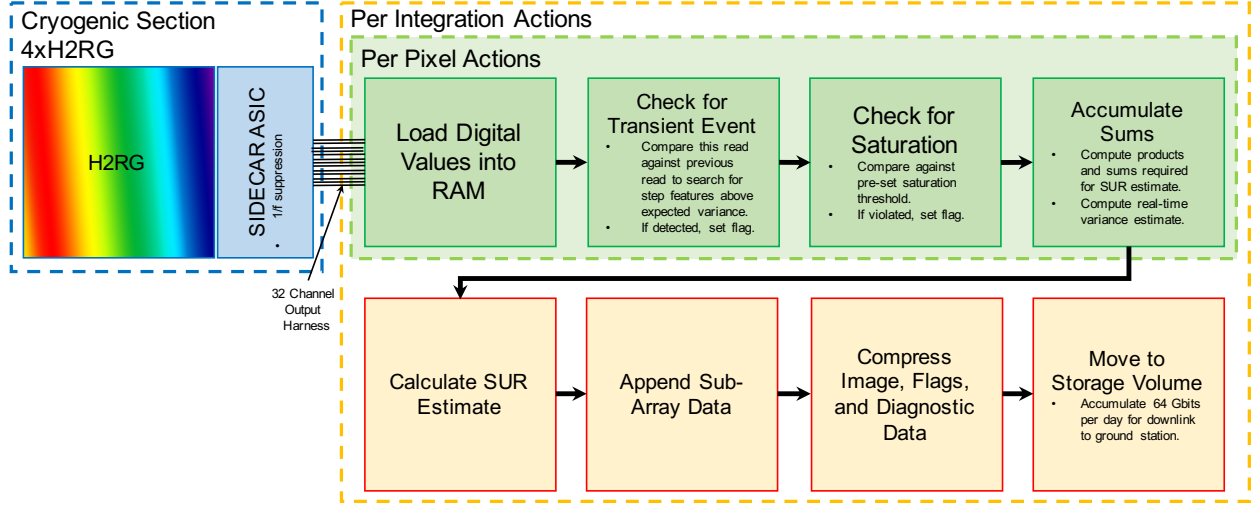 Cryogenic Section
4xH2RG
H2RG
SIDECAR ASIC
• 1/f suppression
32 Channel
Output
Harness
Per Integration Actions
Per Pixel Actions
Load Digital
Values into
RAM
Check for
Transient Event
• Compare this read
against previous
read to search for
step features above
expected variance.
• If detected, set flag.
Check for
Saturation
• Compare against
pre-set saturation
threshold.
• If violated, set flag.
Accumulate
Sums
• Compute products
and sums required
for SUR estimate.
• Compute real-time
variance estimate.
Calculate SUR
Estimate
Append Sub-
Array Data
Compress
Image, Flags,
and Diagnostic
Data
Move to
Storage Volume
• Accumulate 64 Gbits
per day for downlink
to ground station.